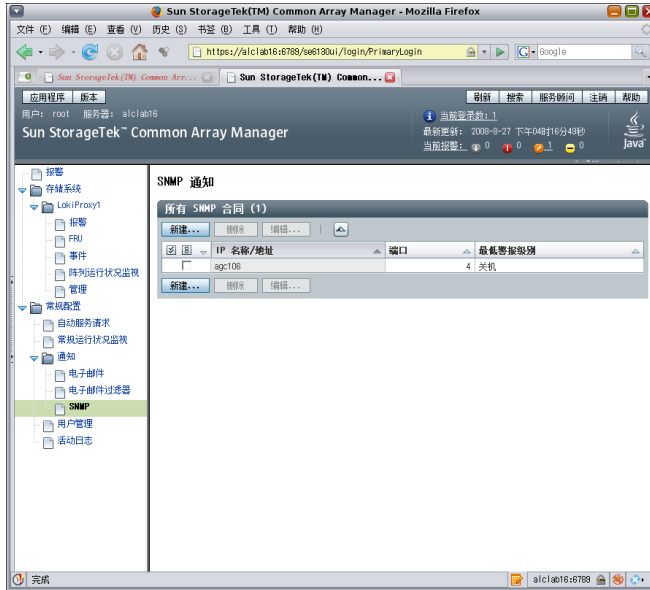 Sun StorageTek(TM) Common Array Manager - Mozilla Firefox
文件 (F) 编辑 (E) 查看 (V) 历史 (S) 书签 (B) 工具 (T) 帮助 (H)
https://alclab16:6789/se6130ui/login/PrimaryLogin
G Google
Sun StorageTek(TM) Common Arr...
Sun StorageTek(TM) Common...
应用程序 版本
刷新 搜索 服务顾问 注销 帮助
用户: root 服务器: alclab16
当前登录数: 1
Sun StorageTek™ Common Array Manager
最新更新: 2008-8-27 下午04时16分49秒
当前报警: 0 0 1 0
Java
报警
存储系统
LokiProxy1
报警
FRU
事件
阵列运行状况监视
管理
常规配置
自动服务请求
常规运行状况监视
通知
电子邮件
电子邮件过滤器
SNMP
用户管理
活动日志
SNMP 通知
所有 SNMP 合同 (1)
新建... 删除 编辑...
IP 名称/地址 端口 最低警报级别
agc106 4 关机
新建... 删除 编辑...
完成
alclab16:6789